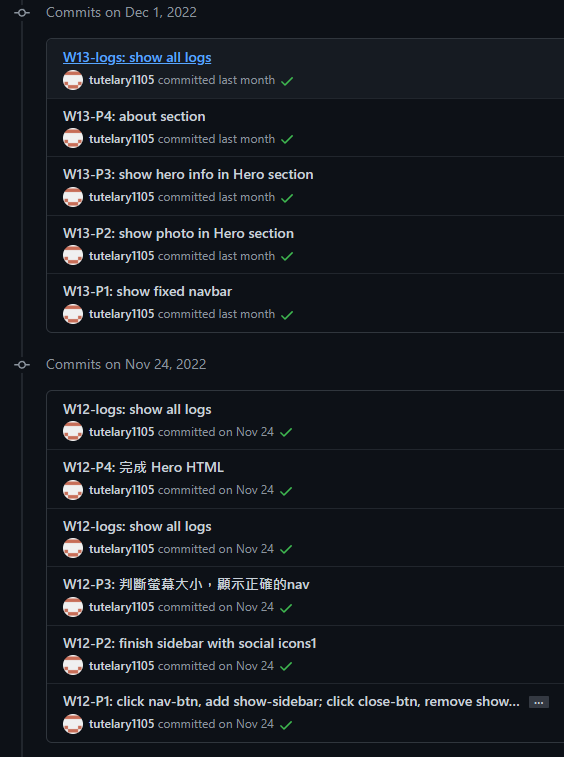 Commits on Dec 1, 2022
W13-logs: show all logs
tutelary1105 committed last month
W13-P4: about section
tutelary1105 committed last month
W13-P3: show hero info in Hero section
tutelary1105 committed last month
W13-P2: show photo in Hero section
tutelary1105 committed last month
W13-P1: show fixed navbar
tutelary1105 committed last month
Commits on Nov 24, 2022
W12-logs: show all logs
tutelary1105 committed on Nov 24
W12-P4: 完成 Hero HTML
tutelary1105 committed on Nov 24
W12-logs: show all logs
tutelary1105 committed on Nov 24
W12-P3: 判斷螢幕大小，顯示正確的nav
tutelary1105 committed on Nov 24
W12-P2: finish sidebar with social icons1
tutelary1105 committed on Nov 24
W12-P1: click nav-btn, add show-sidebar; click close-btn, remove show... ...
tutelary1105 committed on Nov 24